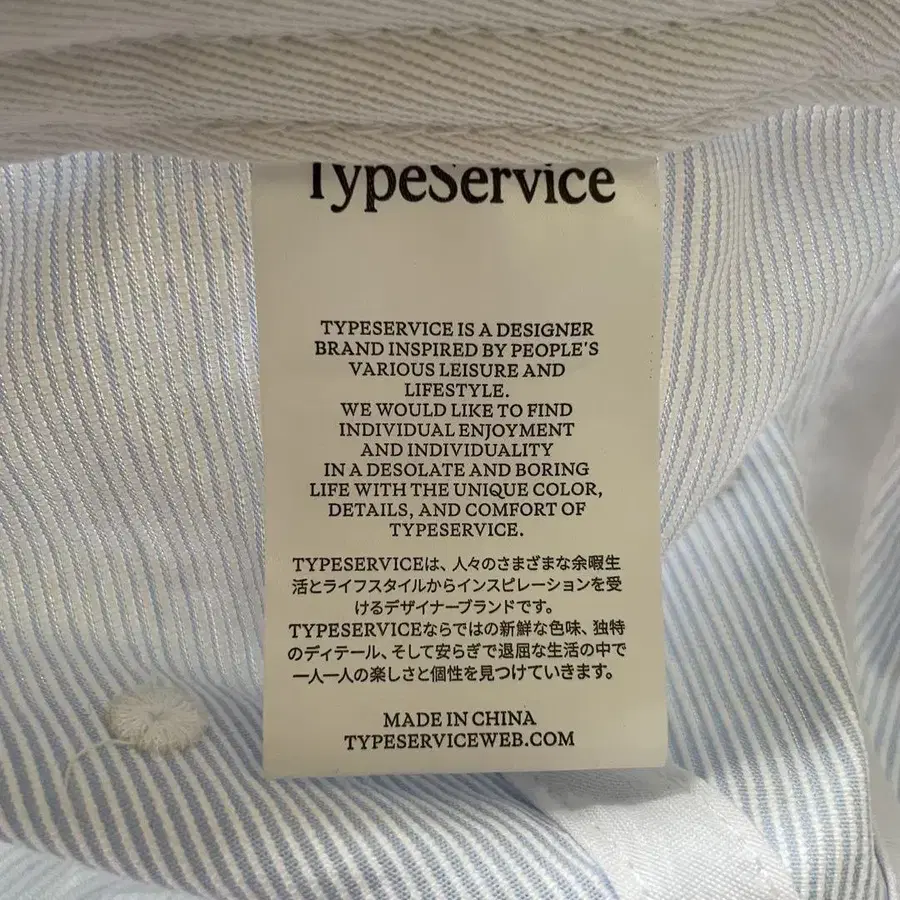 TypeService
TYPESERVICE IS A DESIGNER
BRAND INSPIRED BY PEOPLE'S
VARIOUS LEISURE AND
LIFESTYLE.
WE WOULD LIKE TO FIND
INDIVIDUAL ENJOYMENT
AND INDIVIDUALITY
IN A DESOLATE AND BORING
LIFE WITH THE UNIQUE COLOR,
DETAILS, AND COMFORT OF
TYPESERVICE.
TYPESERVICEは、人々のさまざまな余暇生
活とライフスタイルからインスピレーションを受
けるデザイナーブランドです。
TYPESERVICEならではの新鮮な色味、独特
のディテール、そして安らぎで退屈な生活の中で
一人一人の楽しさと個性を見つけていきます。
MADE IN CHINA
TYPESERVICEWEB.COM